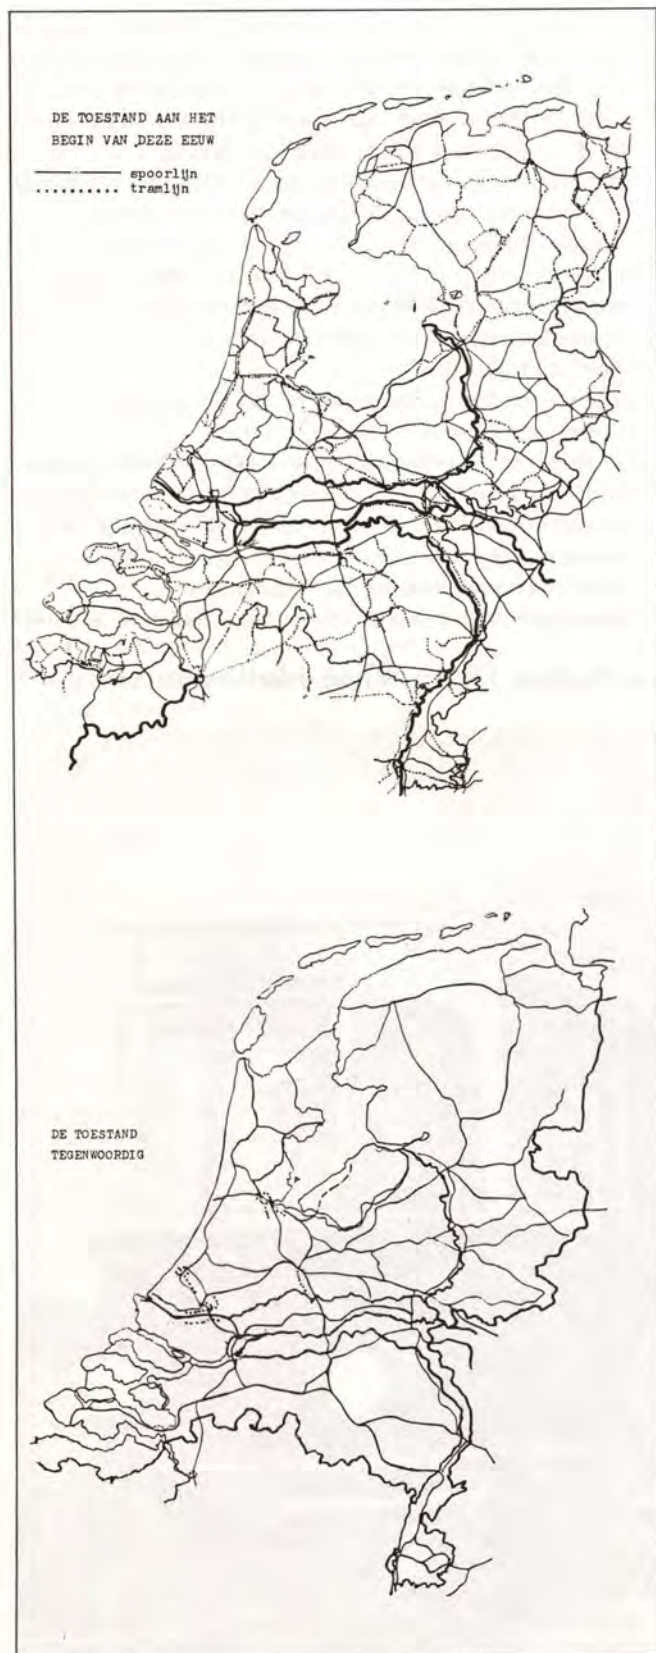 DE TOESTAND AAN HET
BEGIN VAN DEZE EEUW
spoorlijn
tramlijn
DE TOESTAND
TEGENWOORDIG